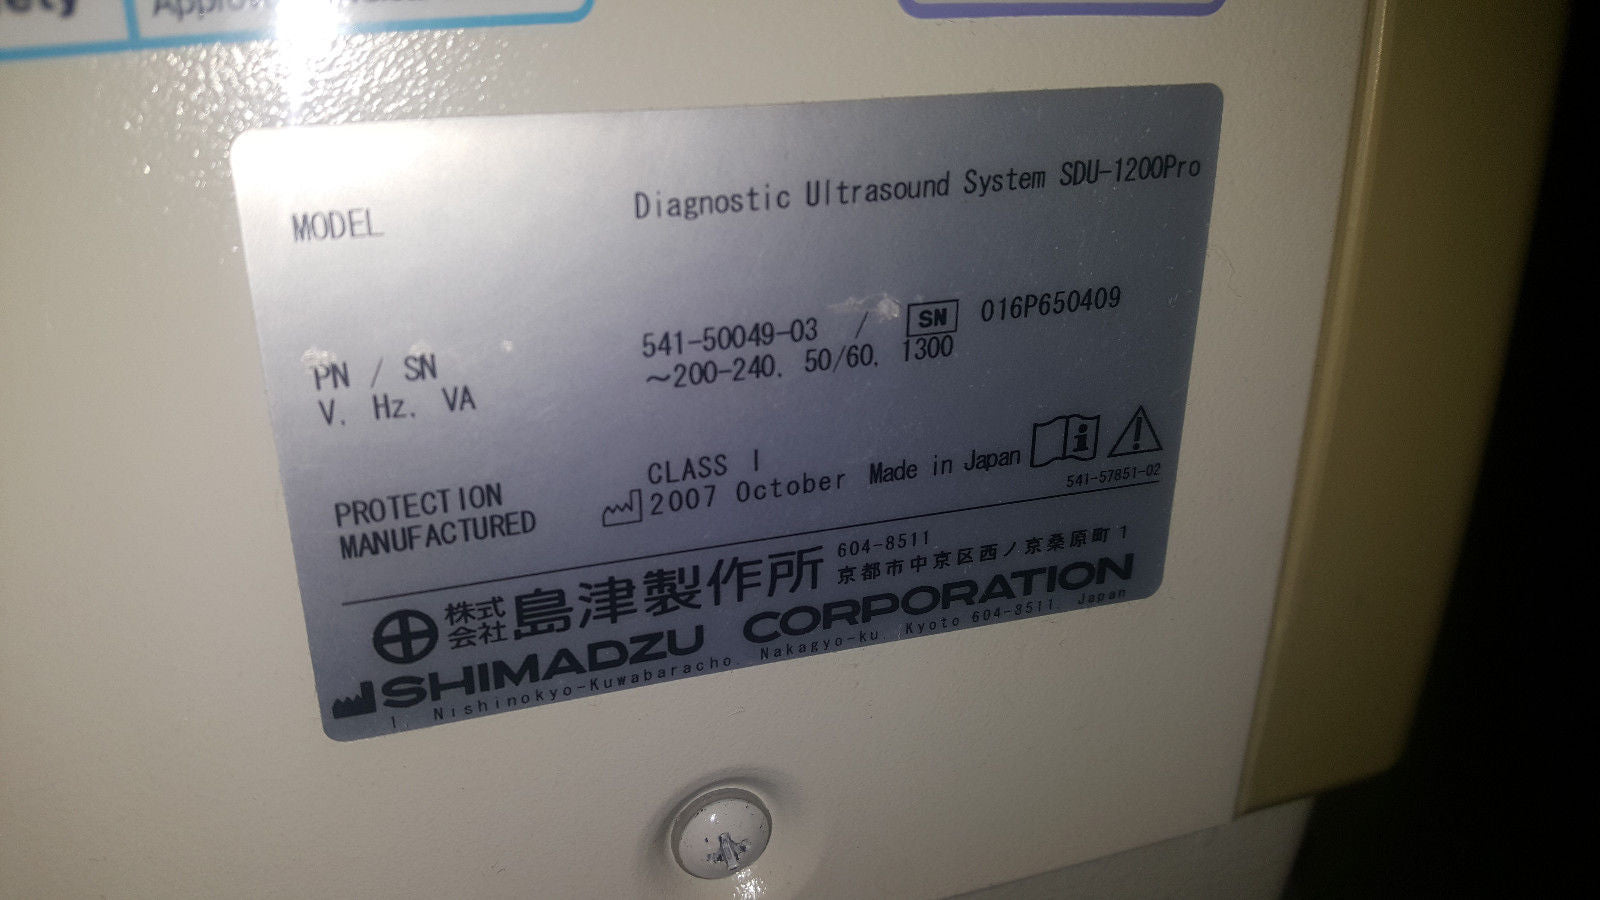 MODEL Diagnostic Ultrasound System SDU-1200Pro
PN / SN 541-50049-03 / SN 016P650409
V. Hz. VA ~200-240. 50/60. 1300
PROTECTION CLASS I
MANUFACTURED 2007 October Made in Japan
541-57851-02
株式会社 島津製作所 604-8511
京都市中京区西ノ京桑原町1
SHIMADZU CORPORATION
1, Nishinokyo-Kuwabaracho, Nakagyo-ku, Kyoto 604-8511, Japan